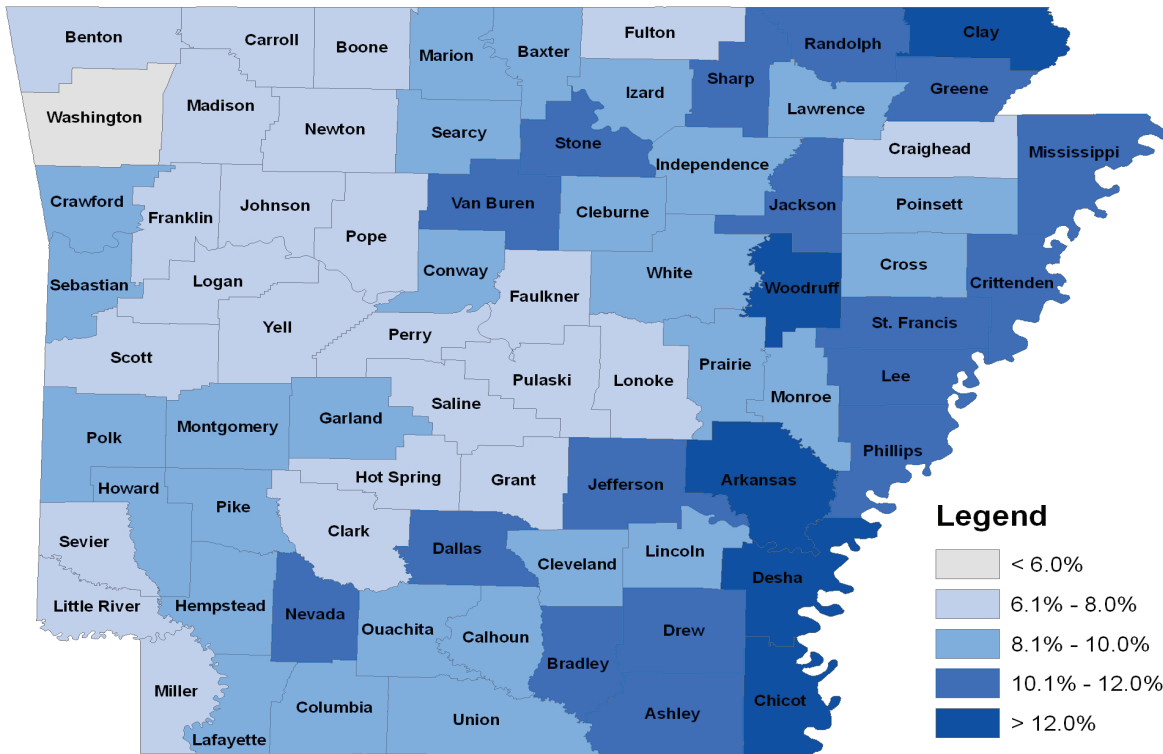 Benton
Carroll
Boone
Marion
Baxter
Fulton
Randolph
Clay
Sharp
Izard
Greene
Lawrence
Washington
Madison
Newton
Searcy
Stone
Independence
Craighead
Mississippi
Crawford
Franklin
Johnson
Pope
Van Buren
Cleburne
Jackson
Poinsett
Sebastian
Logan
Conway
Faulkner
White
Woodruff
Cross
Crittenden
Scott
Yell
Perry
Pulaski
Lonoke
Prairie
St. Francis
Lee
Monroe
Polk
Montgomery
Garland
Saline
Phillips
Howard
Pike
Hot Spring
Grant
Jefferson
Arkansas
Sevier
Clark
Dallas
Cleveland
Lincoln
Desha
Little River
Hempstead
Nevada
Ouachita
Calhoun
Bradley
Drew
Miller
Lafayette
Columbia
Union
Ashley
Chicot
Legend
< 6.0%
6.1% - 8.0%
8.1% - 10.0%
10.1% - 12.0%
> 12.0%